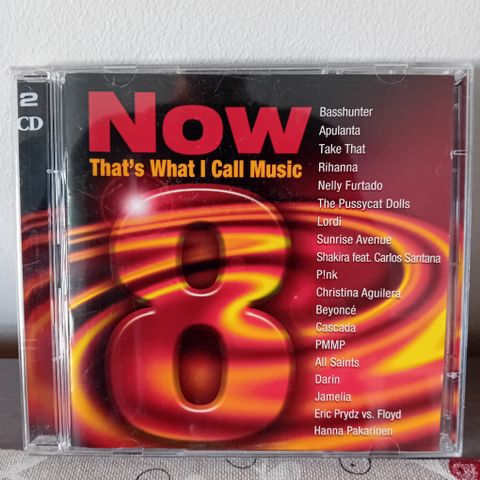 2
CD
Now
That's What I Call Music
8
Basshunter
Apulanta
Take That
Rihanna
Nelly Furtado
The Pussycat Dolls
Lordi
Sunrise Avenue
Shakira feat. Carlos Santana
P!nk
Christina Aguilera
Beyoncé
Cascada
PMMP
All Saints
Darin
Jamelia
Eric Prydz vs. Floyd
Hanna Pakarinen